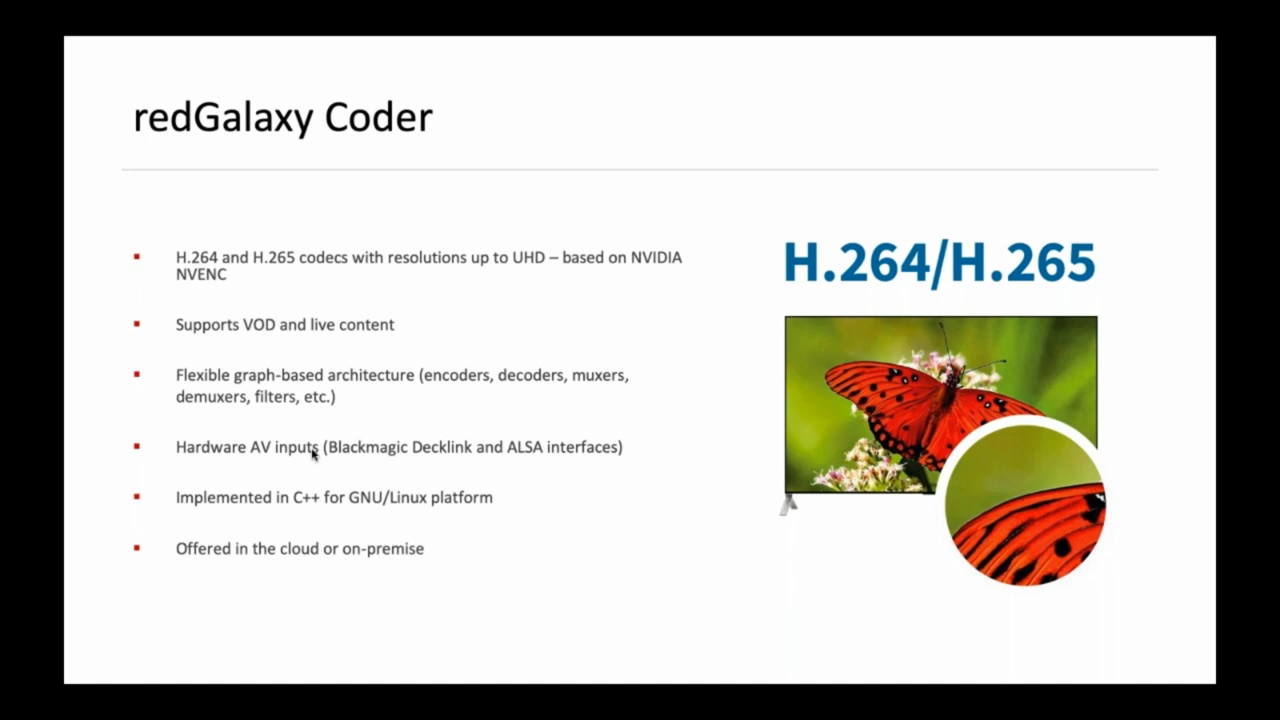 redGalaxy Coder
H.264 and H.265 codecs with resolutions up to UHD – based on NVIDIA
NVENC
Supports VOD and live content
Flexible graph-based architecture (encoders, decoders, muxers,
demuxers, filters, etc.)
Hardware AV inputs (Blackmagic Decklink and ALSA interfaces)
Implemented in C++ for GNU/Linux platform
Offered in the cloud or on-premise
H.264/H.265